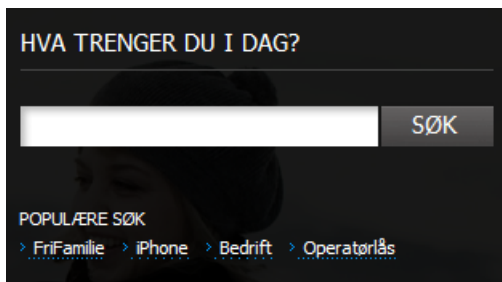 HVA TRENGER DU I DAG?
SØK
POPULÆRE SØK
FriFamilie iPhone Bedrift Operatørlås